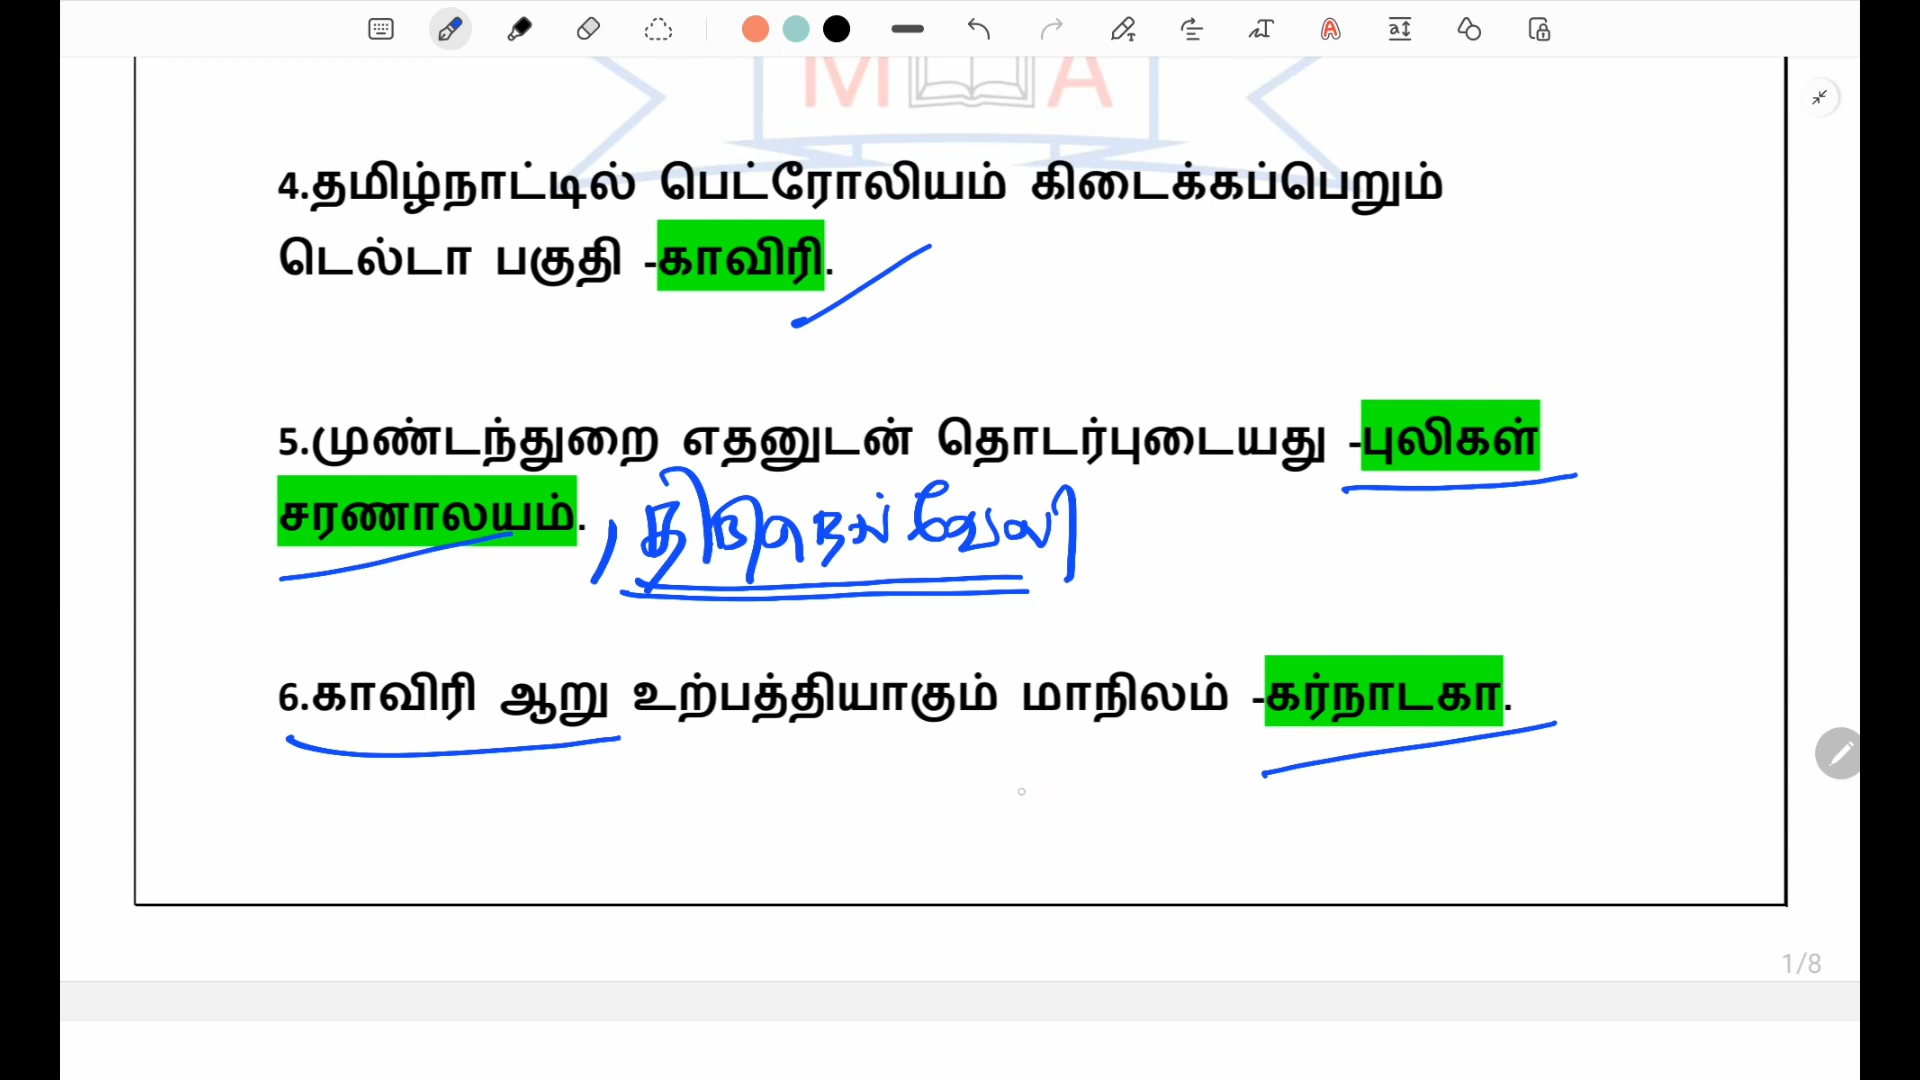 M A
4.தமிழ்நாட்டில் பெட்ரோலியம் கிடைக்கப்பெறும்
டெல்டா பகுதி -காவிரி.
5.முண்டந்துறை எதனுடன் தொடர்புடையது -புலிகள்
சரணாலயம். , திருநெல்வேலி
6.காவிரி ஆறு உற்பத்தியாகும் மாநிலம் -கர்நாடகா.
1/8